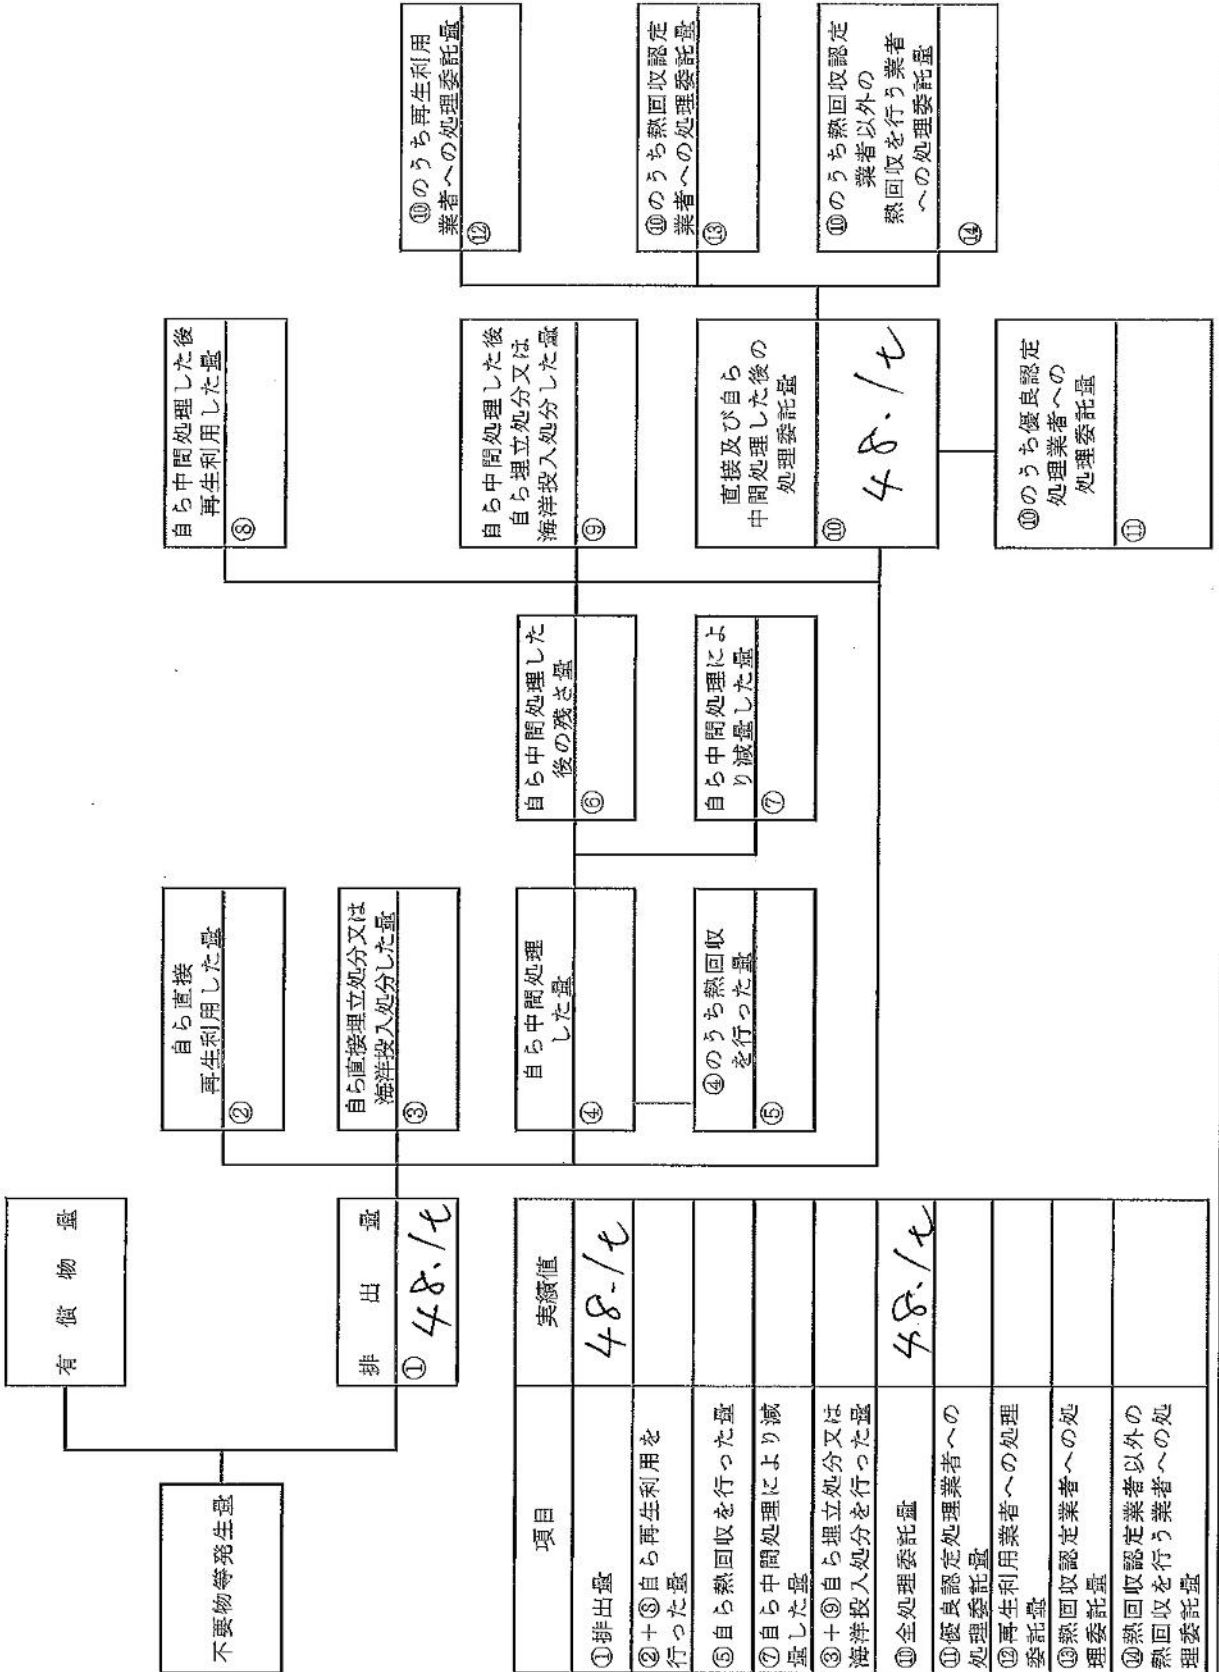 不要物等発生量
有償物量
排出量
① 48.1t
自ら直接
再生利用した量
②
自ら直接埋立処分又は
海洋投入処分した量
③
自ら中間処理
した量
④
④のうち熱回収
を行った量
⑤
自ら中間処理した
後の残さ量
⑥
自ら中間処理によ
り減量した量
⑦
自ら中間処理した後
再生利用した量
⑧
自ら中間処理した後
自ら埋立処分又は
海洋投入処分した量
⑨
直接及び自ら
中間処理した後の
処理委託量
⑩ 48.1t
⑩のうち優良認定
処理業者への
処理委託量
⑪
⑩のうち再生利用
業者への処理委託量
⑫
⑩のうち熱回収認定
業者への処理委託量
⑬
⑩のうち熱回収認定
業者以外の
熱回収を行う業者
への処理委託量
⑭
項目 実績値
①排出量 48.1t
②+⑧自ら再生利用を
行った量
⑤自ら熱回収を行った量
⑦自ら中間処理により減
量した量
③+⑨自ら埋立処分又は
海洋投入処分を行った量
⑩全処理委託量 48.1t
⑪優良認定処理業者への
処理委託量
⑫再生利用業者への処理
委託量
⑬熱回収認定業者への処
理委託量
⑭熱回収認定業者以外の
熱回収を行う業者への処
理委託量